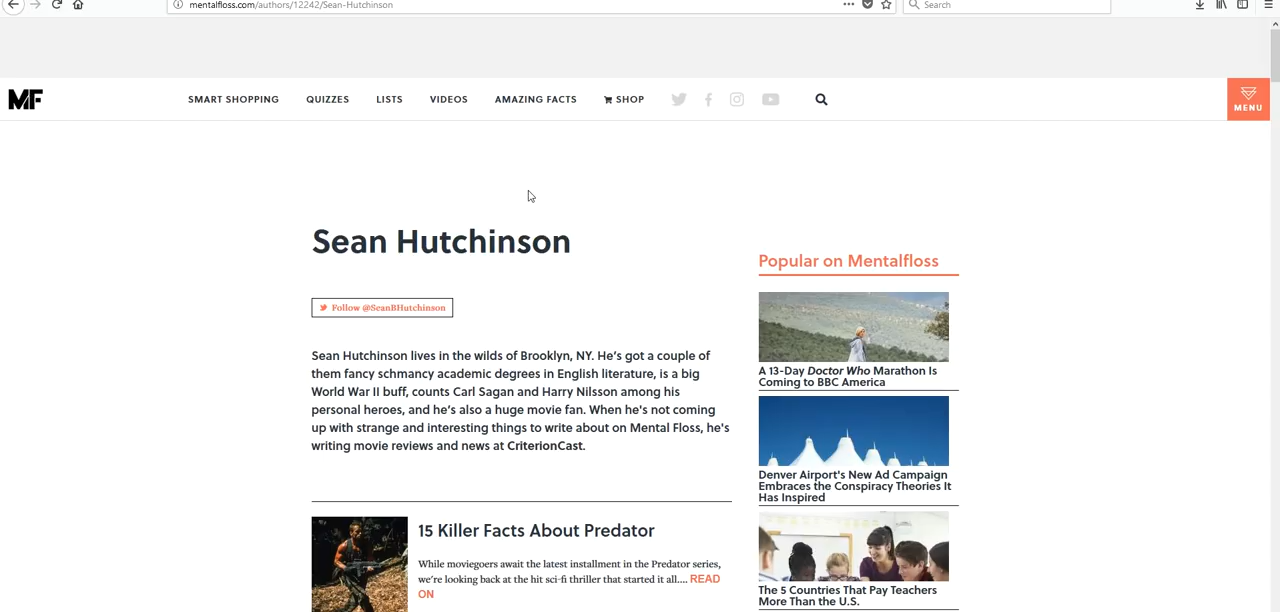 mentalfloss.com/authors/12242/Sean-Hutchinson
Search
MF
SMART SHOPPING
QUIZZES
LISTS
VIDEOS
AMAZING FACTS
SHOP
MENU
Sean Hutchinson
Follow @SeanBHutchinson
Sean Hutchinson lives in the wilds of Brooklyn, NY. He's got a couple of
them fancy schmancy academic degrees in English literature, is a big
World War II buff, counts Carl Sagan and Harry Nilsson among his
personal heroes, and he's also a huge movie fan. When he's not coming
up with strange and interesting things to write about on Mental Floss, he's
writing movie reviews and news at CriterionCast.
15 Killer Facts About Predator
While moviegoers await the latest installment in the Predator series,
we're looking back at the hit sci-fi thriller that started it all.... READ
ON
Popular on Mentalfloss
A 13-Day Doctor Who Marathon Is
Coming to BBC America
Denver Airport's New Ad Campaign
Embraces the Conspiracy Theories It
Has Inspired
The 5 Countries That Pay Teachers
More Than the U.S.